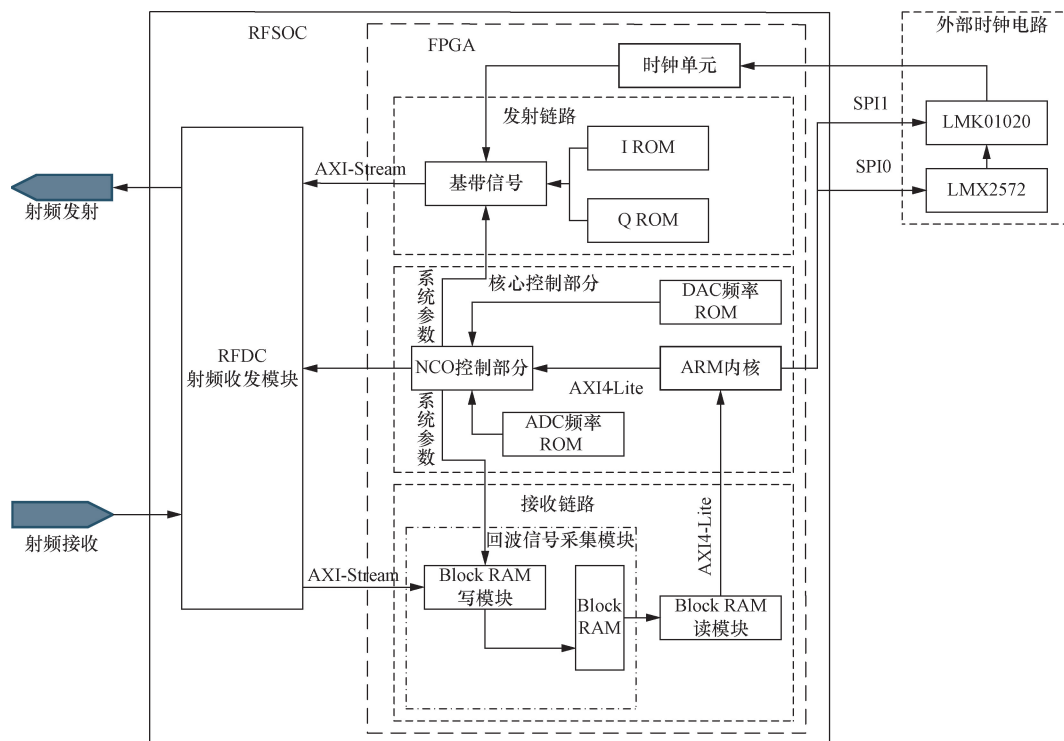 RFSOC
FPGA
外部时钟电路
时钟单元
SPI1
LMK01020
SPI0
LMX2572
发射链路
I ROM
AXI-Stream
基带信号
Q ROM
射频发射
系统参数
核心控制部分
DAC频率
ROM
RFDC
射频收发模块
NCO控制部分
AXI4-Lite
ARM内核
系统参数
ADC频率
ROM
接收链路
AXI4-Lite
射频接收
回波信号采集模块
AXI-Stream
Block RAM
写模块
Block
RAM
Block RAM
读模块